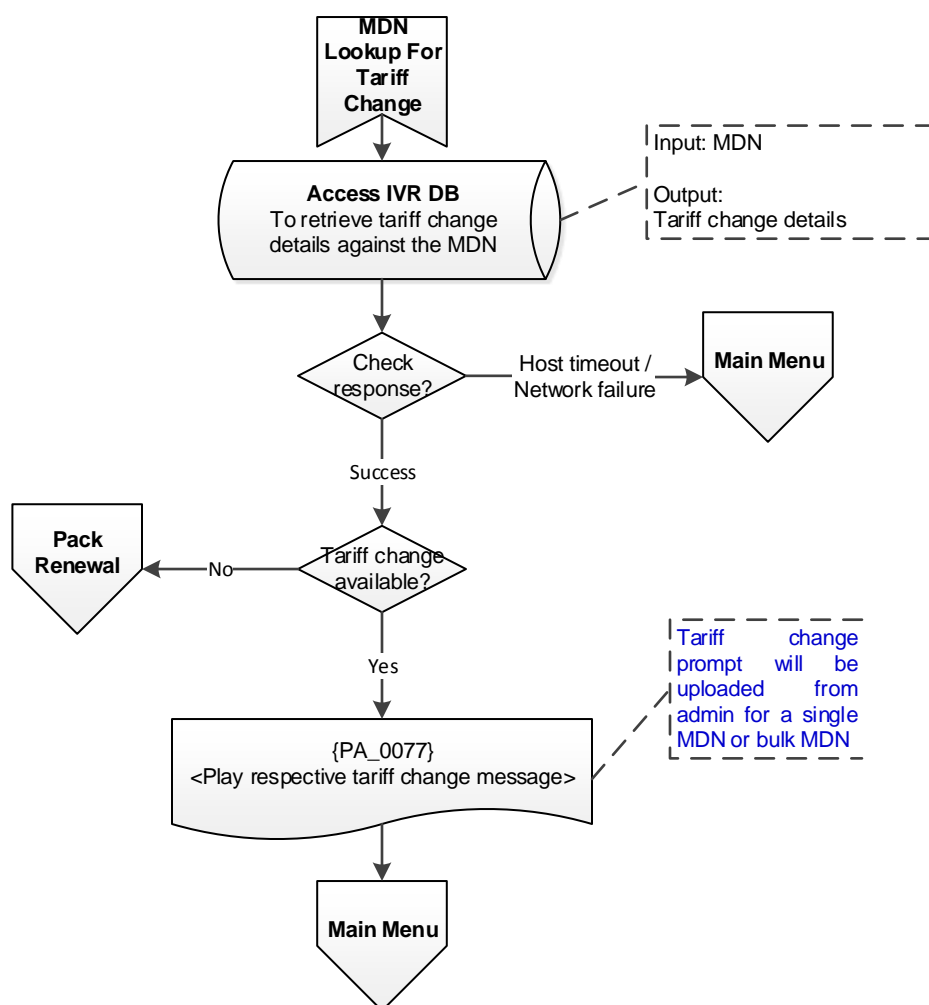 MDN
Lookup For
Tariff
Change
Input: MDN
Output:
Tariff change details
Access IVR DB
To retrieve tariff change
details against the MDN
Check
response?
Host timeout /
Network failure
Main Menu
Success
Pack
Renewal
No
Tariff change
available?
Yes
Tariff change
prompt will be
uploaded from
admin for a single
MDN or bulk MDN
{PA_0077}
<Play respective tariff change message>
Main Menu